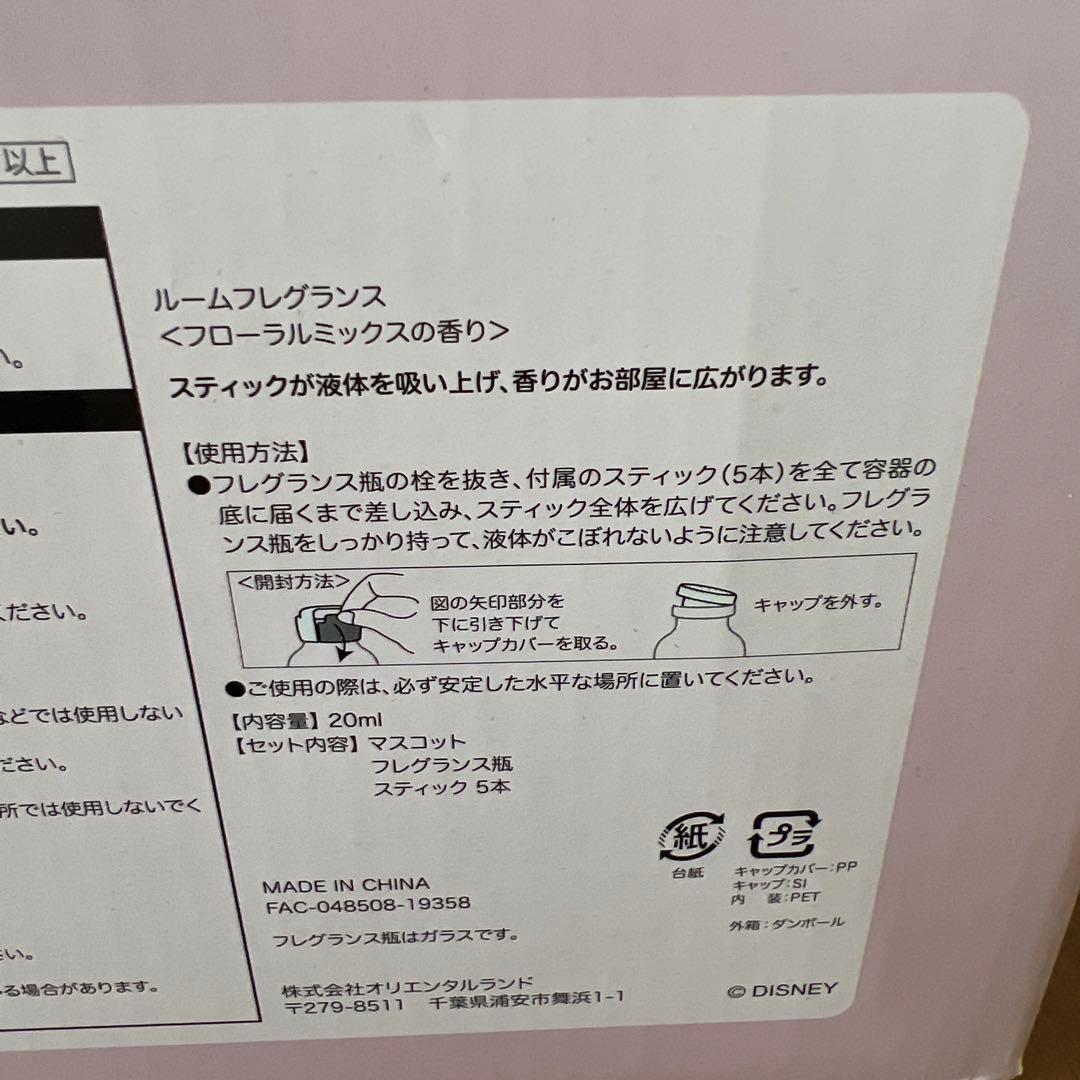 以上
い。
い。
ください。
などでは使用しない
ださい。
所では使用しないでく
い。
る場合があります。
ルームフレグランス
<フローラルミックスの香り>
スティックが液体を吸い上げ、香りがお部屋に広がります。
【使用方法】
●フレグランス瓶の栓を抜き、付属のスティック(5本)を全て容器の
底に届くまで差し込み、スティック全体を広げてください。フレグラ
ンス瓶をしっかり持って、液体がこぼれないように注意してください。
<開封方法>
図の矢印部分を
下に引き下げて
キャップカバーを取る。
キャップを外す。
●ご使用の際は、必ず安定した水平な場所に置いてください。
【内容量】20ml
【セット内容】マスコット
フレグランス瓶
スティック 5本
紙
台紙
プラ
キャップカバー:PP
キャップ:SI
内 装:PET
外箱:ダンボール
MADE IN CHINA
FAC-048508-19358
フレグランス瓶はガラスです。
株式会社オリエンタルランド
〒279-8511 千葉県浦安市舞浜1-1
© DISNEY